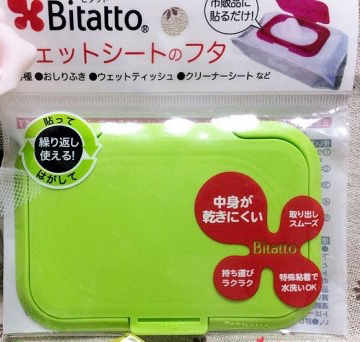 Bitatto®
市販品に
貼るだけ!
ウェットシートのフタ
●おしりふき ●ウェットティッシュ ●クリーナーシート など
Bitatto
貼って
繰り返し
使える!
はがして
中身が
乾きにくい
取り出し
スムーズ
Bitatto
持ち運び
ラクラク
特殊粘着で
水洗いOK